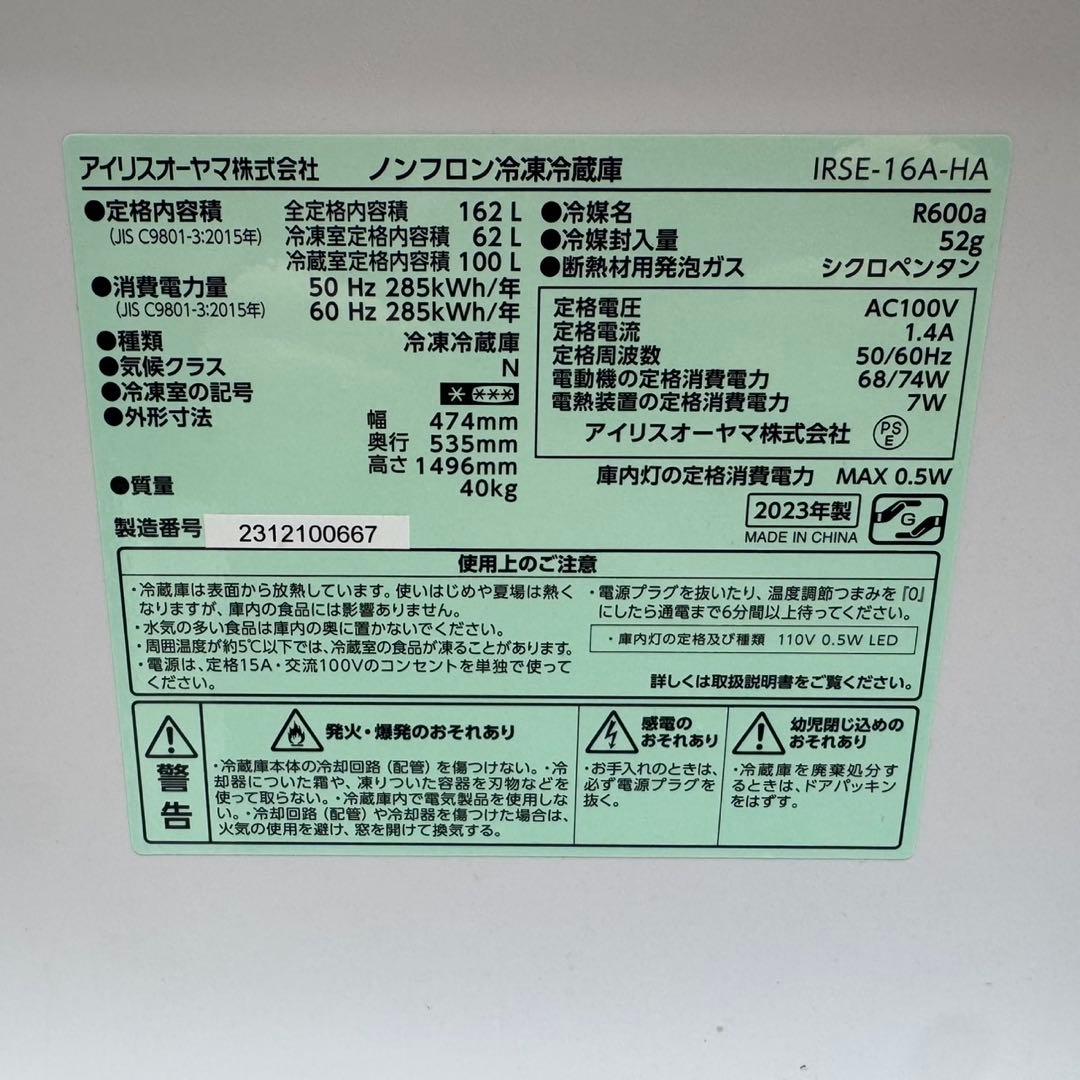 アイリスオーヤマ株式会社 ノンフロン冷凍冷蔵庫 IRSE-16A-HA
●定格内容積 全定格内容積 162 L
(JIS C9801-3:2015年) 冷凍室定格内容積 62 L
冷蔵室定格内容積 100 L
●消費電力量 50 Hz 285kWh/年
(JIS C9801-3:2015年) 60 Hz 285kWh/年
●種類 冷凍冷蔵庫
●気候クラス N
●冷凍室の記号
●外形寸法 幅 474mm
奥行 535mm
高さ 1496mm
●質量 40kg
製造番号 2312100667
●冷媒名 R600a
●冷媒封入量 52g
●断熱材用発泡ガス シクロペンタン
定格電圧 AC100V
定格電流 1.4A
定格周波数 50/60Hz
電動機の定格消費電力 68/74W
電熱装置の定格消費電力 7W
アイリスオーヤマ株式会社 PSE
庫内灯の定格消費電力 MAX 0.5W
2023年製
MADE IN CHINA
G
使用上のご注意
・冷蔵庫は表面から放熱しています。使いはじめや夏場は熱く
なりますが、庫内の食品には影響ありません。
・水気の多い食品は庫内の奥に置かないでください。
・周囲温度が約5℃以下では、冷蔵室の食品が凍ることがあります。
・電源は、定格15A・交流100Vのコンセントを単独で使って
ください。
・電源プラグを抜いたり、温度調節つまみを『0』
にしたら通電まで6分間以上待ってください。
・庫内灯の定格及び種類 110V 0.5W LED
詳しくは取扱説明書をご覧ください。
警告
発火・爆発のおそれあり
・冷蔵庫本体の冷却回路（配管）を傷つけない。・冷
却器についた霜や、凍りついた容器を刃物などを
使って取らない。・冷蔵庫内で電気製品を使用しな
い。・冷却回路（配管）や冷却器を傷つけた場合は、
火気の使用を避け、窓を開けて換気する。
感電の
おそれあり
・お手入れのときは、
必ず電源プラグを
抜く。
幼児閉じ込めの
おそれあり
・冷蔵庫を廃棄処分す
るときは、ドアパッキン
をはずす。